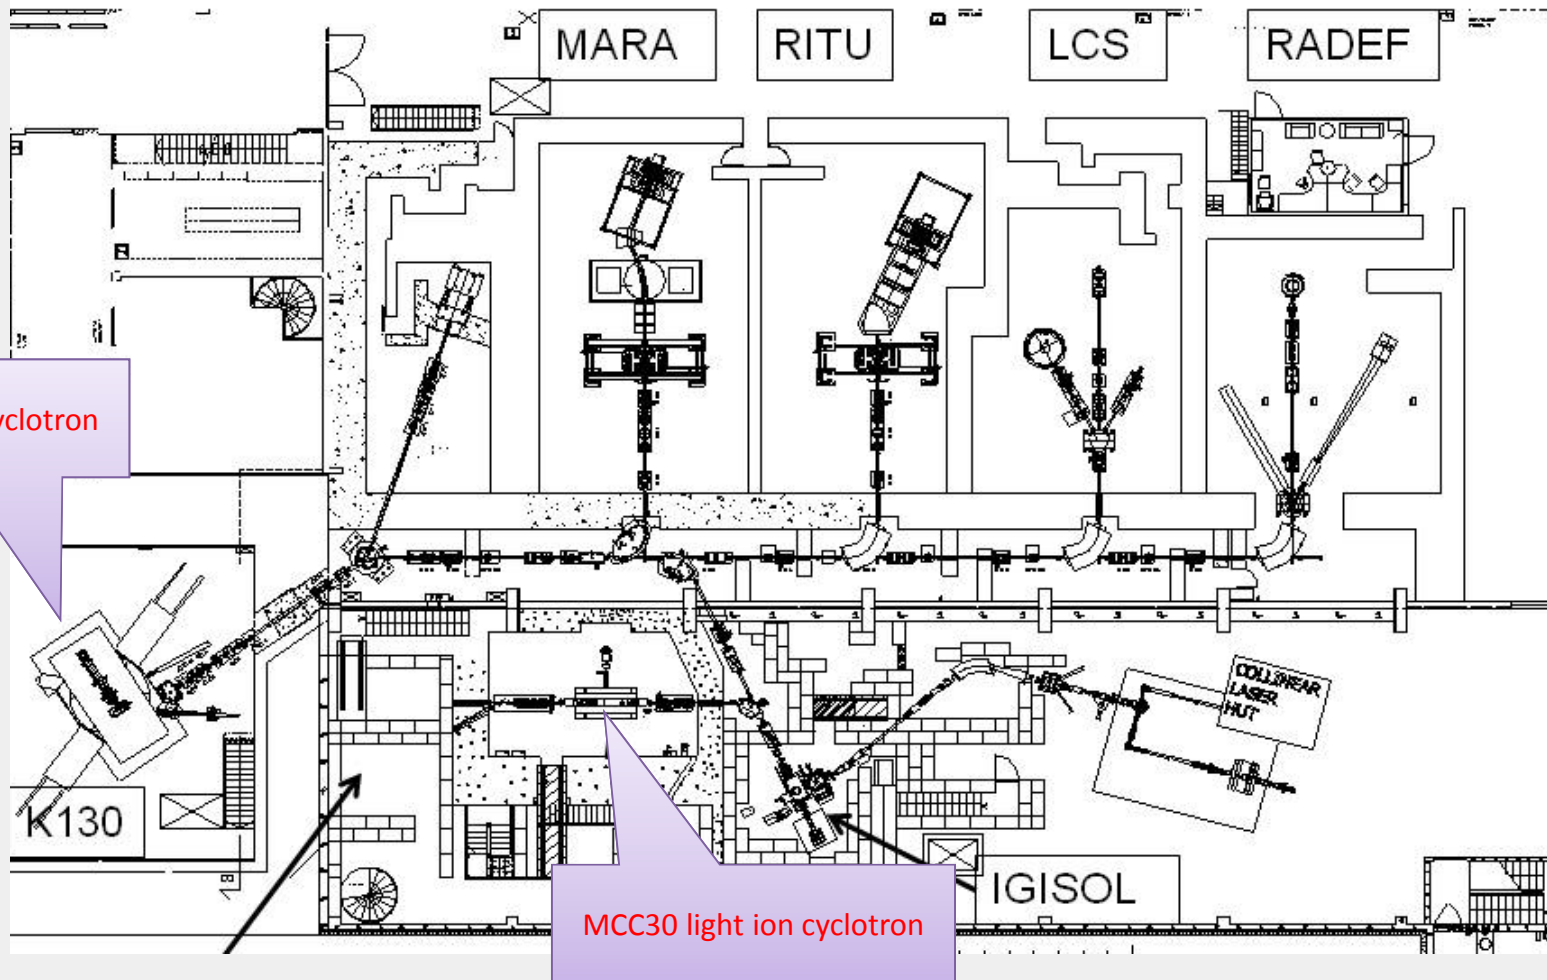 MARA
RITU
LCS
RADEF
yclotron
K130
COLLINEAR
LASER
HUT
IGISOL
MCC30 light ion cyclotron